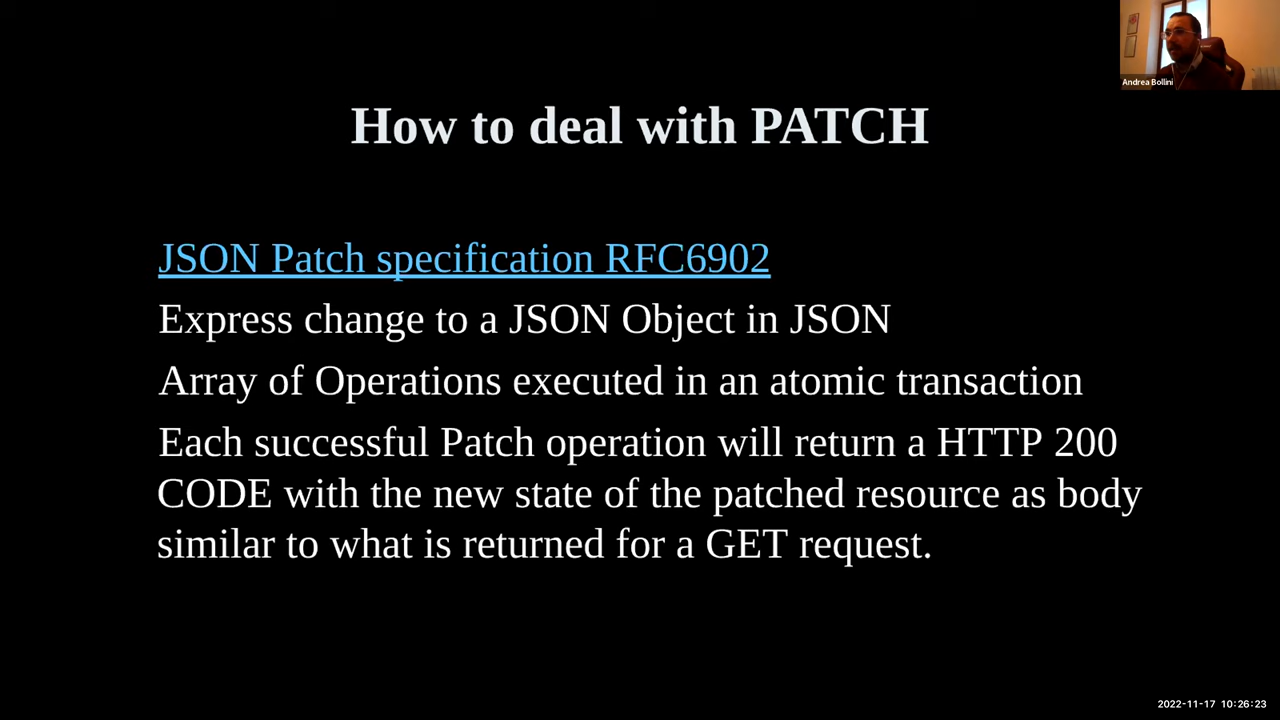 Andrea Bollini
How to deal with PATCH
JSON Patch specification RFC6902
Express change to a JSON Object in JSON
Array of Operations executed in an atomic transaction
Each successful Patch operation will return a HTTP 200
CODE with the new state of the patched resource as body
similar to what is returned for a GET request.
2022-11-17 10:26:23